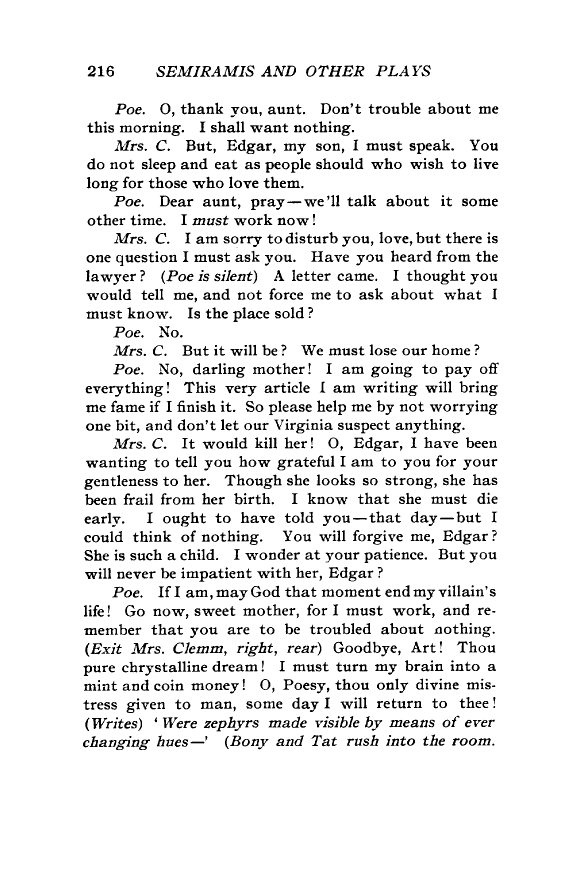 216 SEMIRAMIS AND OTHER PLAYS
Poe. O, thank you, aunt. Don't trouble about me
this morning. I shall want nothing.
Mrs. C. But, Edgar, my son, I must speak. You
do not sleep and eat as people should who wish to live
long for those who love them.
Poe. Dear aunt, pray—we'll talk about it some
other time. I must work now!
Mrs. C. I am sorry to disturb you, love, but there is
one question I must ask you. Have you heard from the
lawyer? (Poe is silent) A letter came. I thought you
would tell me, and not force me to ask about what I
must know. Is the place sold?
Poe. No.
Mrs. C. But it will be? We must lose our home?
Poe. No, darling mother! I am going to pay off
everything! This very article I am writing will bring
me fame if I finish it. So please help me by not worrying
one bit, and don't let our Virginia suspect anything.
Mrs. C. It would kill her! O, Edgar, I have been
wanting to tell you how grateful I am to you for your
gentleness to her. Though she looks so strong, she has
been frail from her birth. I know that she must die
early. I ought to have told you—that day—but I
could think of nothing. You will forgive me, Edgar?
She is such a child. I wonder at your patience. But you
will never be impatient with her, Edgar?
Poe. If I am, may God that moment end my villain's
life! Go now, sweet mother, for I must work, and re-
member that you are to be troubled about nothing.
(Exit Mrs. Clemm, right, rear) Goodbye, Art! Thou
pure chrystalline dream! I must turn my brain into a
mint and coin money! O, Poesy, thou only divine mis-
tress given to man, some day I will return to thee!
(Writes) 'Were zephyrs made visible by means of ever
changing hues—' (Bony and Tat rush into the room.